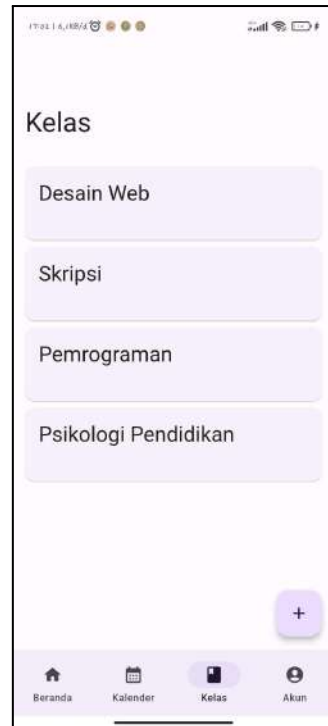 Kelas
Desain Web
Skripsi
Pemrograman
Psikologi Pendidikan
+
Beranda Kalender Kelas Akun